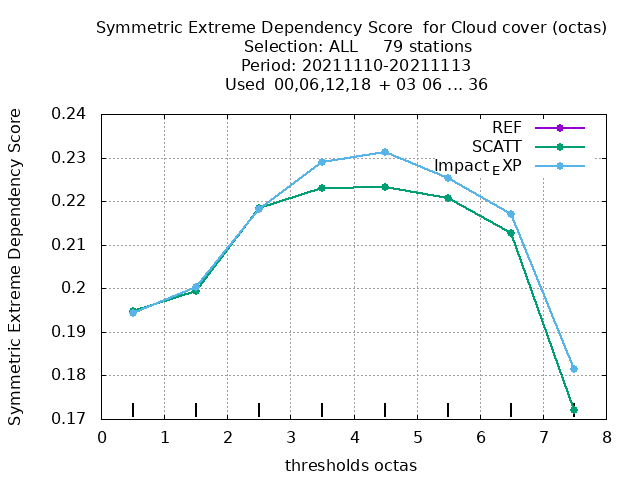 Symmetric Extreme Dependency Score  for Cloud cover (octas)
Selection: ALL     79 stations
Period: 20211110-20211113
Used  00,06,12,18  + 03 06 ... 36
Symmetric Extreme Dependency Score
0.24
0.23
0.22
0.21
0.2
0.19
0.18
0.17
REF
SCATT
Impact_EXP
0 1 2 3 4 5 6 7 8
thresholds octas